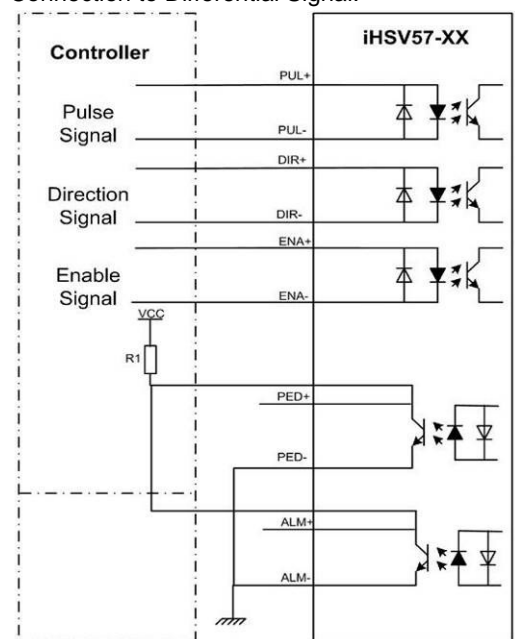 Connection to Differential Signal:
Controller
iHSV57-XX
PUL+
Pulse
Signal
PUL-
DIR+
Direction
Signal
DIR-
ENA+
Enable
Signal
ENA-
VCC
R1
PED+
PED-
ALM+
ALM-